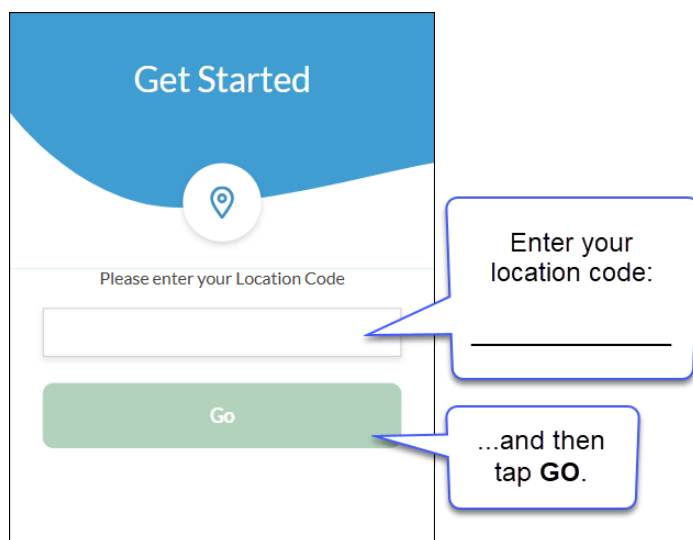 Get Started
Please enter your Location Code
Enter your
location code:
Go
...and then
tap GO.